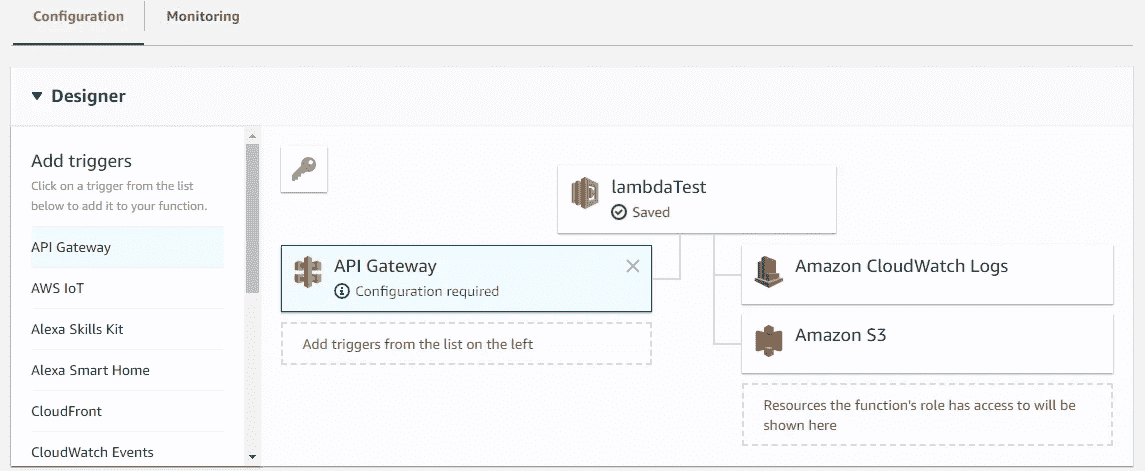 Configuration
Monitoring
Designer
Add triggers
Click on a trigger from the list
below to add it to your function.
API Gateway
AWS IoT
Alexa Skills Kit
Alexa Smart Home
CloudFront
CloudWatch Events
lambdaTest
Saved
API Gateway
Configuration required
Add triggers from the list on the left
Amazon CloudWatch Logs
Amazon S3
Resources the function's role has access to will be
shown here